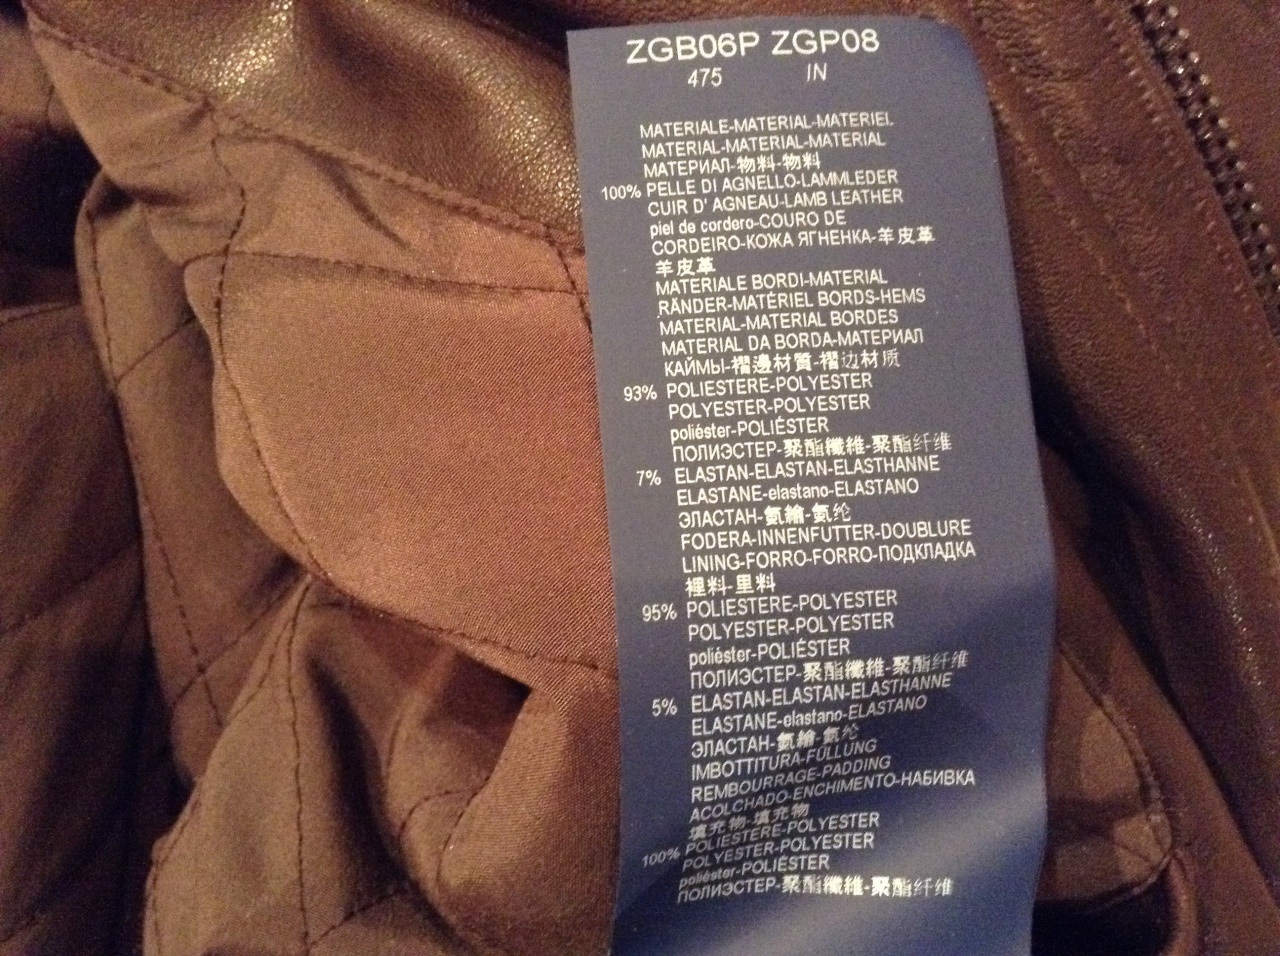 ZGB06P ZGP08
475 IN
MATERIALE-MATERIAL-MATERIEL
MATERIAL-MATERIAL-MATERIAL
МАТЕРИАЛ-物料-物料
100% PELLE DI AGNELLO-LAMMLEDER
CUIR D' AGNEAU-LAMB LEATHER
piel de cordero-COURO DE
CORDEIRO-КОЖА ЯГНЕНКА-羊皮革
羊皮革
MATERIALE BORDI-MATERIAL
RÄNDER-MATÉRIEL BORDS-HEMS
MATERIAL-MATERIAL BORDES
MATERIAL DA BORDA-МАТЕРИАЛ
КАЙМЫ-褶邊材質-褶边材质
93% POLIESTERE-POLYESTER
POLYESTER-POLYESTER
poliéster-POLIÉSTER
ПОЛИЭСТЕР-聚酯纖維-聚酯纤维
7% ELASTAN-ELASTAN-ELASTHANNE
ELASTANE-elastano-ELASTANO
ЭЛАСТАН-氨綸-氨纶
FODERA-INNENFUTTER-DOUBLURE
LINING-FORRO-FORRO-ПОДКЛАДКА
裡料-里料
95% POLIESTERE-POLYESTER
POLYESTER-POLYESTER
poliéster-POLIÉSTER
ПОЛИЭСТЕР-聚酯纖維-聚酯纤维
5% ELASTAN-ELASTAN-ELASTHANNE
ELASTANE-elastano-ELASTANO
ЭЛАСТАН-氨綸-氨纶
IMBOTTITURA-FÜLLUNG
REMBOURRAGE-PADDING
ACOLCHADO-ENCHIMENTO-НАБИВКА
填充物-填充物
100% POLIESTERE-POLYESTER
POLYESTER-POLYESTER
poliéster-POLIÉSTER
ПОЛИЭСТЕР-聚酯纖維-聚酯纤维